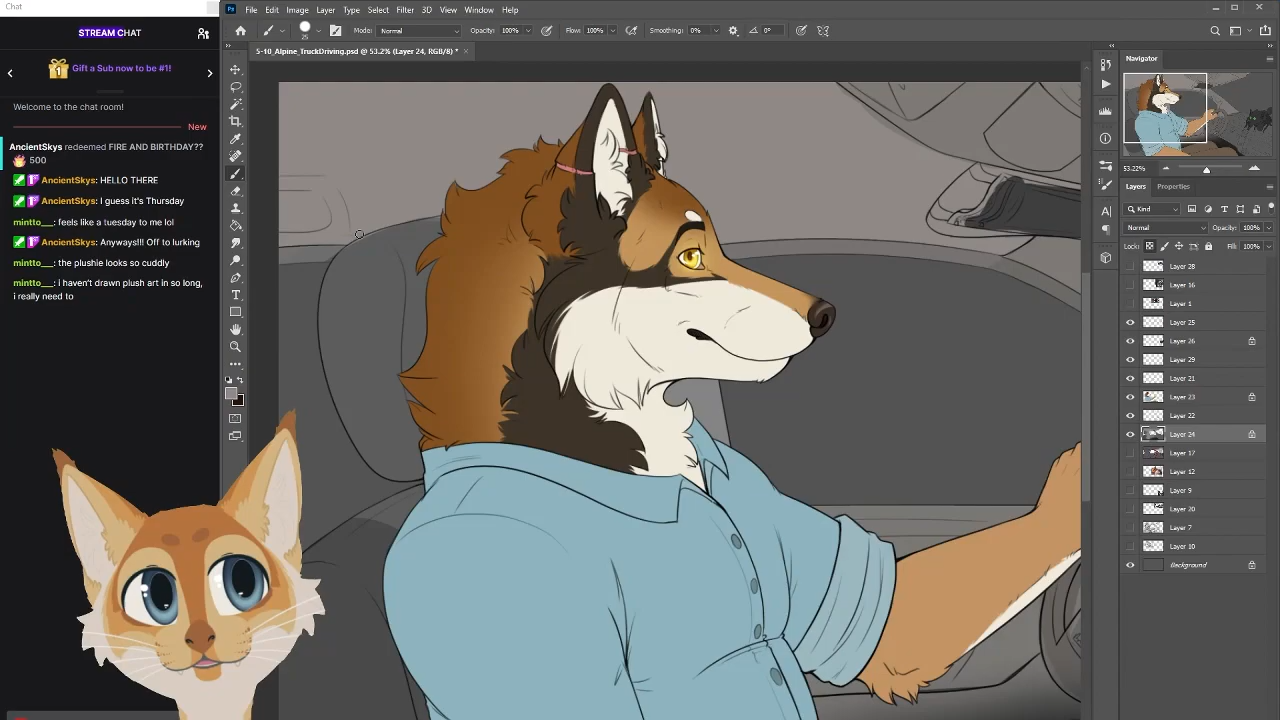 Chat
STREAM CHAT
Gift a Sub now to be #1!
Welcome to the chat room!
New
AncientSkys redeemed FIRE AND BIRTHDAY??
500
AncientSkys: HELLO THERE
AncientSkys: I guess it's Thursday
mintto__: feels like a tuesday to me lol
AncientSkys: Anyways!! Off to lurking
mintto__: the plushie looks so cuddly
mintto__: i haven't drawn plush art in so long,
i really need to
File Edit Image Layer Type Select Filter 3D View Window Help
25
Mode: Normal Opacity: 100% Flow: 100% Smoothing: 0% 0°
5-10_Alpine_TruckDriving.psd @ 53.2% (Layer 24, RGB/8) *
Navigator
53.22%
Layers Properties
Kind
Normal Opacity: 100%
Lock: Fill: 100%
Layer 28
Layer 16
Layer 1
Layer 25
Layer 26
Layer 29
Layer 21
Layer 23
Layer 22
Layer 24
Layer 17
Layer 12
Layer 9
Layer 20
Layer 7
Layer 10
Background